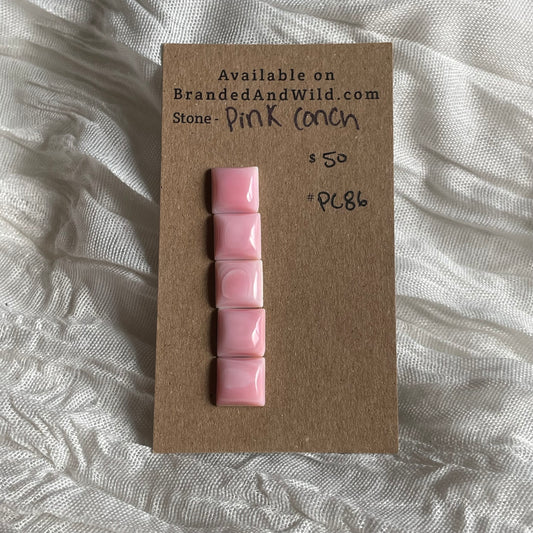 Available on
BrandedAndWild.com
Stone - Pink Conch
$ 50
# PC86